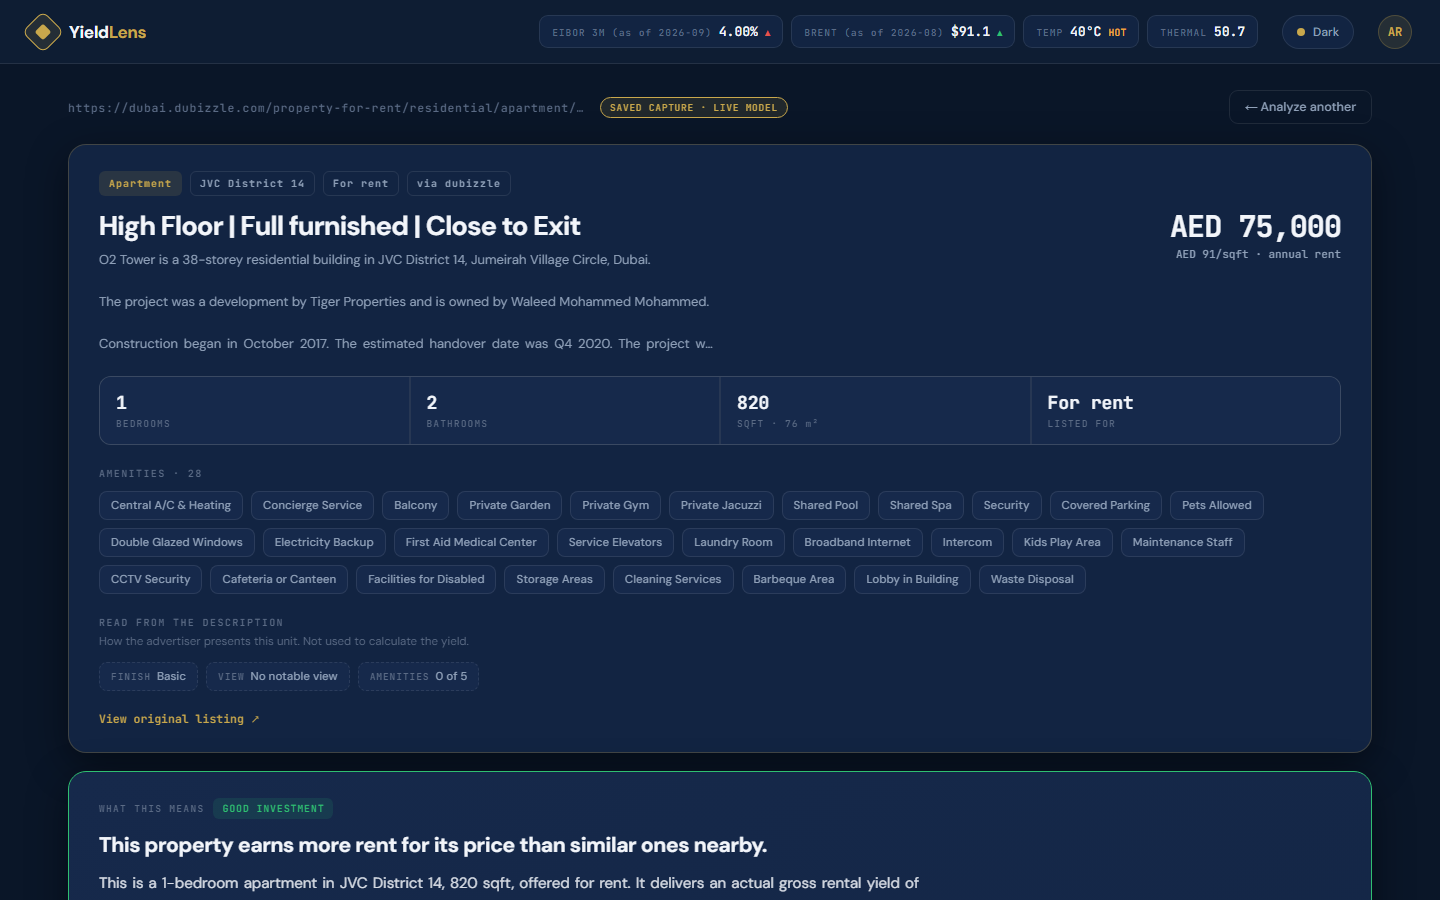 YieldLens
EIBOR 3M (as of 2026-09) 4.00% ▲
BRENT (as of 2026-08) $91.1 ▲
TEMP 40°C HOT
THERMAL 50.7
Dark
AR
https://dubai.dubizzle.com/property-for-rent/residential/apartment/…
SAVED CAPTURE · LIVE MODEL
← Analyze another
Apartment
JVC District 14
For rent
via dubizzle
High Floor | Full furnished | Close to Exit
AED 75,000
AED 91/sqft · annual rent
O2 Tower is a 38-storey residential building in JVC District 14, Jumeirah Village Circle, Dubai.
The project was a development by Tiger Properties and is owned by Waleed Mohammed Mohammed.
Construction began in October 2017. The estimated handover date was Q4 2020. The project w…
1
BEDROOMS
2
BATHROOMS
820
SQFT · 76 m²
For rent
LISTED FOR
AMENITIES · 28
Central A/C & Heating
Concierge Service
Balcony
Private Garden
Private Gym
Private Jacuzzi
Shared Pool
Shared Spa
Security
Covered Parking
Pets Allowed
Double Glazed Windows
Electricity Backup
First Aid Medical Center
Service Elevators
Laundry Room
Broadband Internet
Intercom
Kids Play Area
Maintenance Staff
CCTV Security
Cafeteria or Canteen
Facilities for Disabled
Storage Areas
Cleaning Services
Barbeque Area
Lobby in Building
Waste Disposal
READ FROM THE DESCRIPTION
How the advertiser presents this unit. Not used to calculate the yield.
FINISH Basic
VIEW No notable view
AMENITIES 0 of 5
View original listing ↗
WHAT THIS MEANS
GOOD INVESTMENT
This property earns more rent for its price than similar ones nearby.
This is a 1-bedroom apartment in JVC District 14, 820 sqft, offered for rent. It delivers an actual gross rental yield of